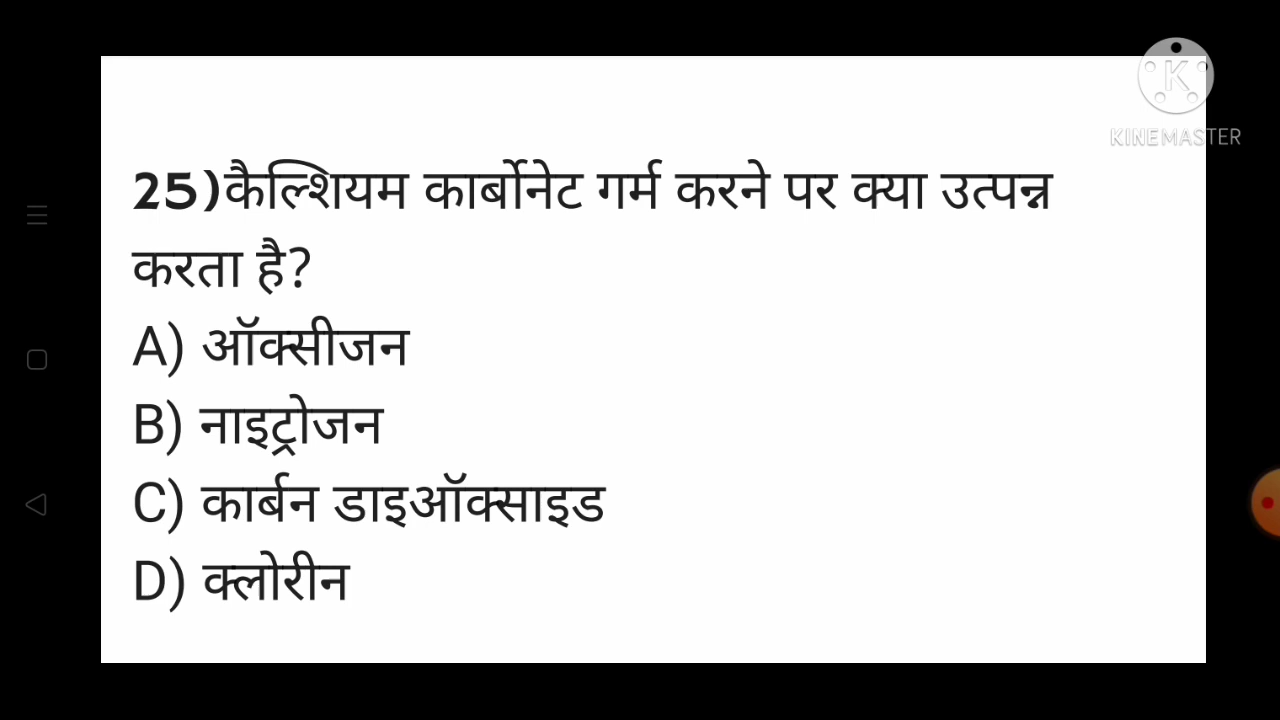 K
KINEMASTER
25)कैल्शियम कार्बोनेट गर्म करने पर क्या उत्पन्न
करता है?
A) ऑक्सीजन
B) नाइट्रोजन
C) कार्बन डाइऑक्साइड
D) क्लोरीन